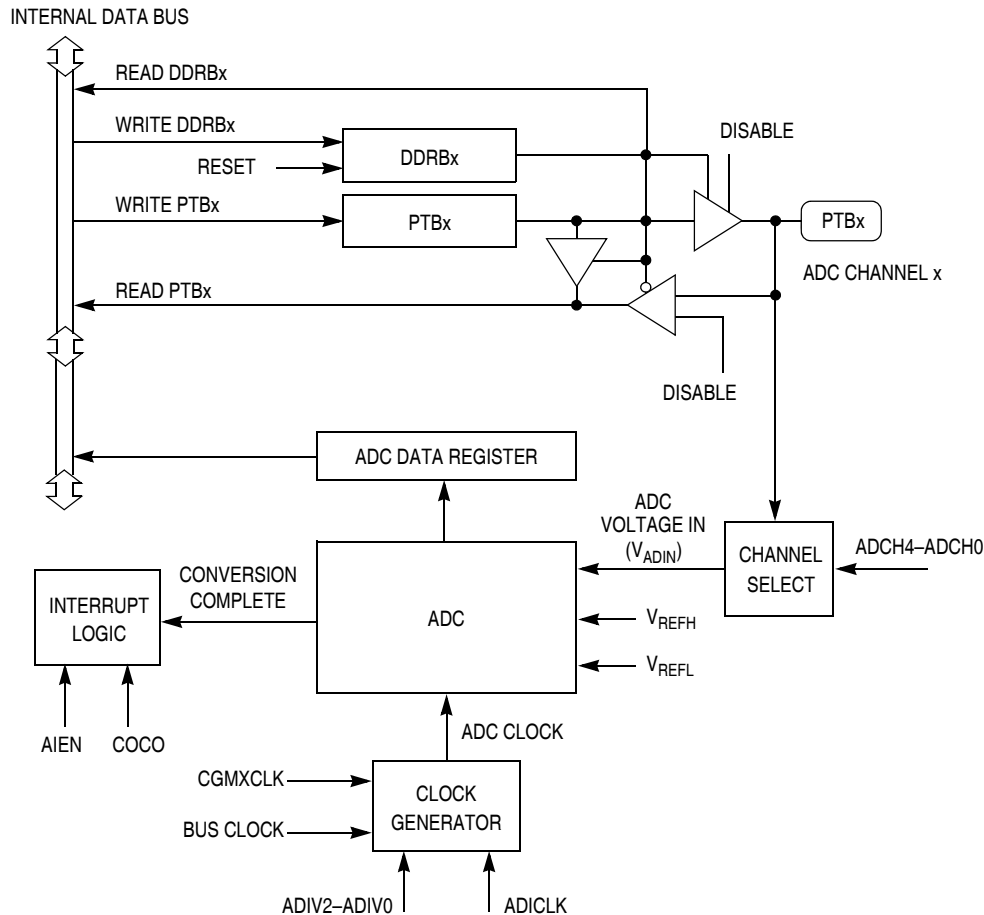 INTERNAL DATA BUS
READ DDRBx
WRITE DDRBx
DISABLE
DDRBx
RESET
WRITE PTBx
PTBx
PTBx
ADC CHANNEL x
READ PTBx
DISABLE
ADC DATA REGISTER
ADC
VOLTAGE IN
(VADIN)
CHANNEL
SELECT
ADCH4–ADCH0
CONVERSION
COMPLETE
INTERRUPT
LOGIC
ADC
VREFH
VREFL
AIEN
COCO
ADC CLOCK
CGMXCLK
CLOCK
GENERATOR
BUS CLOCK
ADIV2–ADIV0
ADICLK